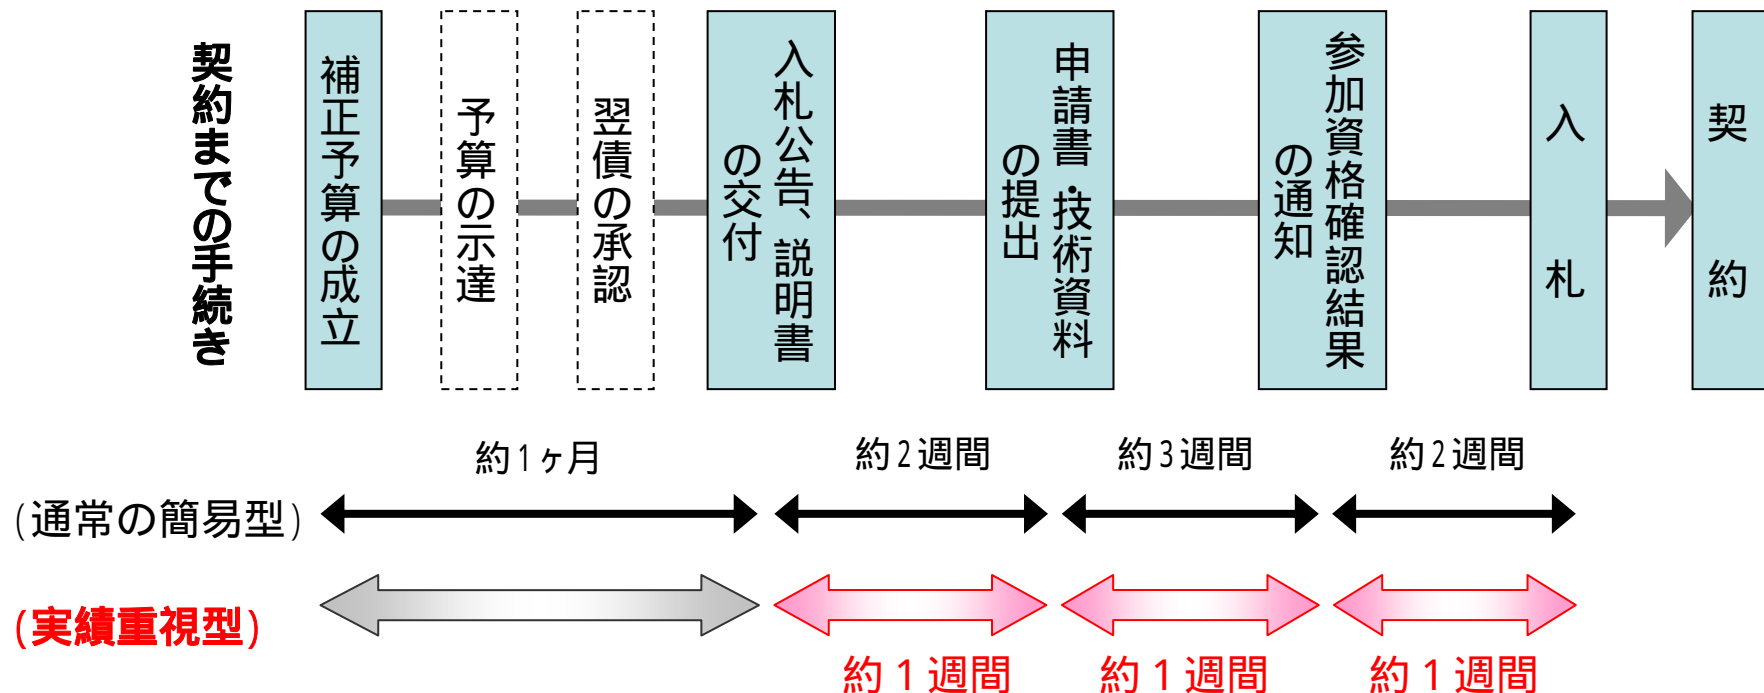 契約までの手続き
補正予算の成立
予算の示達
翌債の承認
入札公告、説明書
の交付
申請書・技術資料
の提出
参加資格確認結果
の通知
入札
契約
約1ヶ月
約2週間
約3週間
約2週間
(通常の簡易型)
(実績重視型)
約1週間
約1週間
約1週間